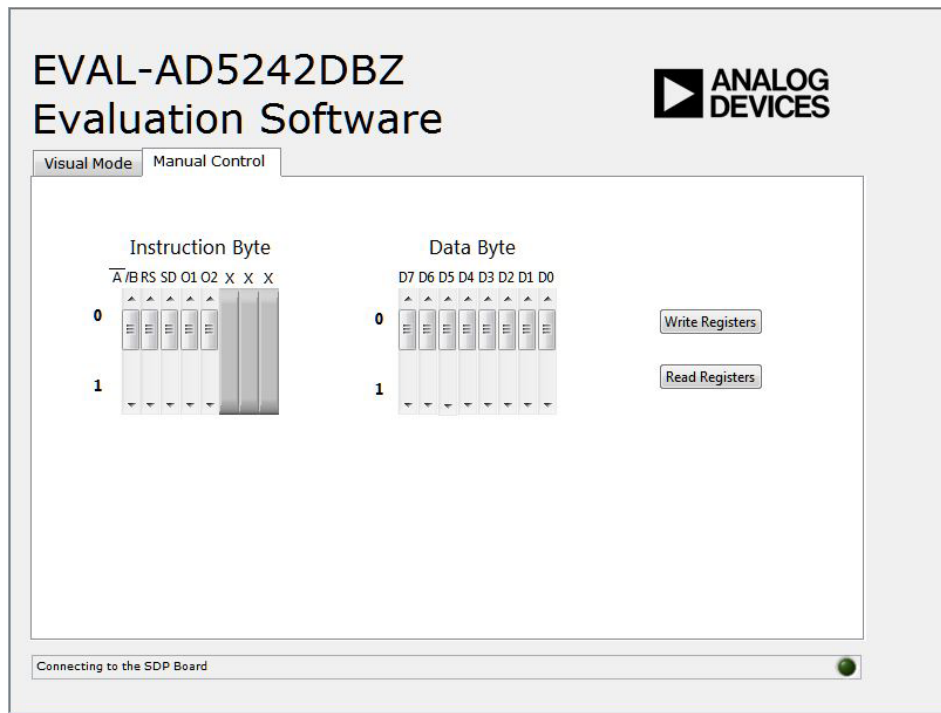 EVAL-AD5242DBZ
Evaluation Software
ANALOG
DEVICES
Visual Mode Manual Control
Instruction Byte Data Byte
A̅/B RS SD O1 O2 X X X D7 D6 D5 D4 D3 D2 D1 D0
0 0
Write Registers
1 1
Read Registers
Connecting to the SDP Board